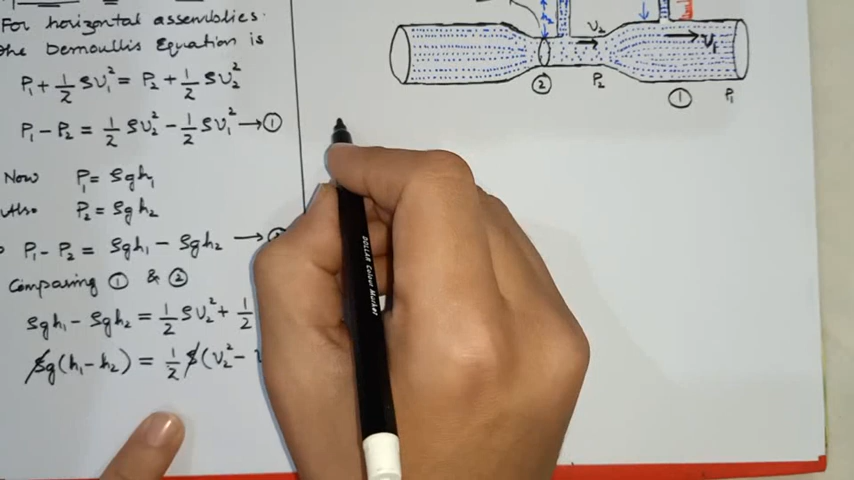 For horizontal assemblies.
the Bernoullis Equation is
P₁ + 1/2 ρv₁² = P₂ + 1/2 ρv₂²
P₁ - P₂ = 1/2 ρv₂² - 1/2 ρv₁² → ①
Now P₁ = ρgh₁
Also P₂ = ρgh₂
P₁ - P₂ = ρgh₁ - ρgh₂ →
Comparing ① & ②
ρgh₁ - ρgh₂ = 1/2 ρv₂² + 1/2
ρg(h₁-h₂) = 1/2 ρ(v₂² -
v₂
v₁
② P₂ ① P₁
DOLLAR Colour Marker